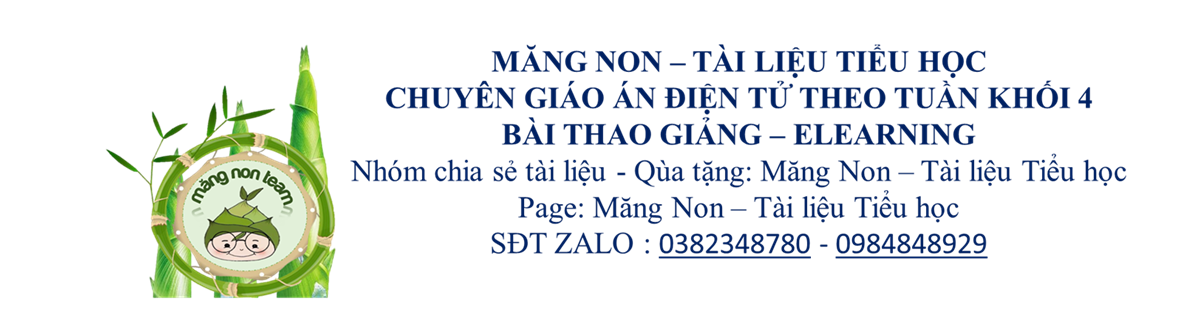 măng non team
MĂNG NON – TÀI LIỆU TIỂU HỌC
CHUYÊN GIÁO ÁN ĐIỆN TỬ THEO TUẦN KHỐI 4
BÀI THAO GIẢNG – ELEARNING
Nhóm chia sẻ tài liệu - Qùa tặng: Măng Non – Tài liệu Tiểu học
Page: Măng Non – Tài liệu Tiểu học
SĐT ZALO : 0382348780 - 0984848929